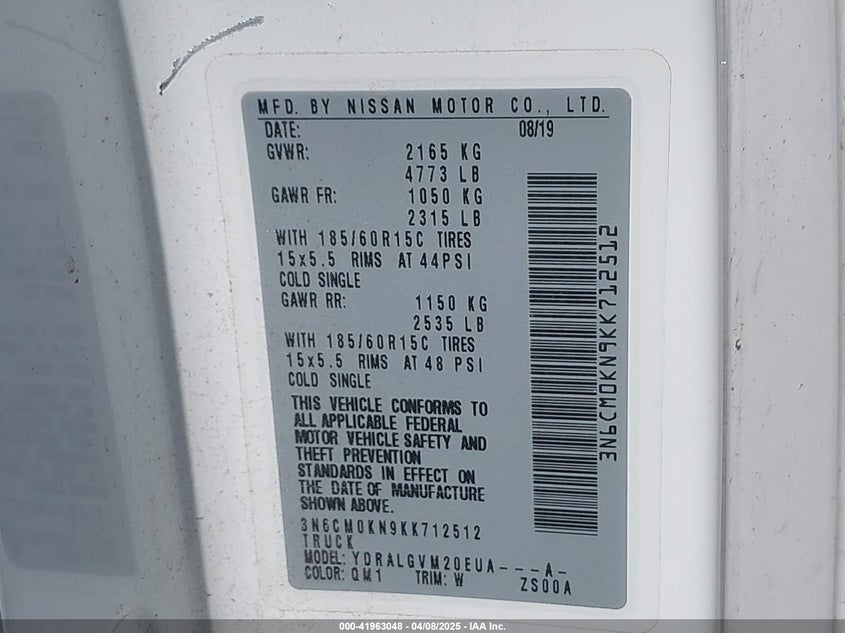 MFD. BY NISSAN MOTOR CO., LTD.
DATE: 08/19
GVWR: 2165 KG
4773 LB
GAWR FR: 1050 KG
2315 LB
WITH 185/60R15C TIRES
15x5.5 RIMS AT 44PSI
COLD SINGLE
GAWR RR: 1150 KG
2535 LB
WITH 185/60R15C TIRES
15x5.5 RIMS AT 48 PSI
COLD SINGLE
THIS VEHICLE CONFORMS TO
ALL APPLICABLE FEDERAL
MOTOR VEHICLE SAFETY AND
THEFT PREVENTION
STANDARDS IN EFFECT ON
THE DATE OF MANUFACTURE
SHOWN ABOVE.
3N6CM0KN9KK712512
TRUCK
MODEL: YDRALGVM20EUA---A-
COLOR: QM1 TRIM: W ZS00A
3N6CM0KN9KK712512
000-41963048 - 04/08/2025 - IAA Inc.